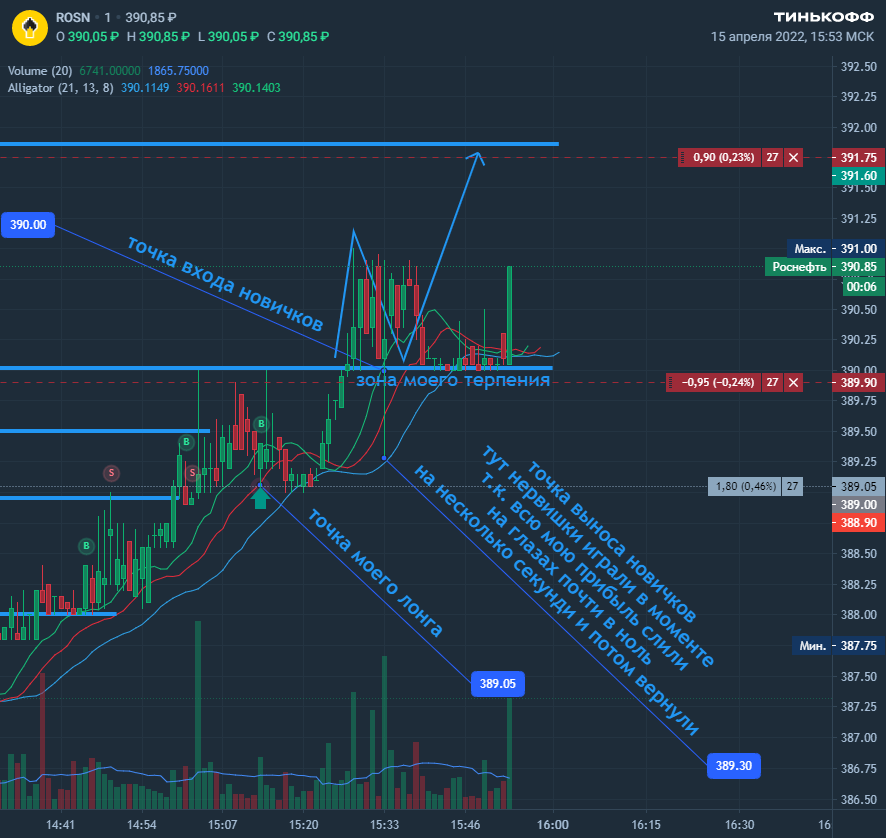 ROSN · 1 · 390,85 ₽
ТИНЬКОФФ
O 390,05 ₽ H 390,85 ₽ L 390,05 ₽ C 390,85 ₽
15 апреля 2022, 15:53 МСК
Volume (20) 6741.00000 1865.75000
Alligator (21, 13, 8) 390.1149 390.1611 390.1403
392.50
392.25
392.00
0,90 (0,23%) 27 X
391.75
391.60
391.50
391.25
390.00
точка входа новичков
Макс. 391.00
Роснефть 390.85
00:06
390.50
390.25
390.00
зона моего терпения
−0,95 (−0,24%) 27 X
389.90
389.75
389.50
B
B
S
S
B
389.25
1,80 (0,46%) 27
389.05
389.00
388.90
точка выноса новичков
тут нервишки играли в моменте
т.к. всю мою прибыль слили
на глазах почти в ноль
на несколько секунди и потом вернули
точка моего лонга
388.50
388.25
388.00
Мин. 387.75
387.50
389.05
387.25
387.00
389.30
386.75
386.50
14:41 14:54 15:07 15:20 15:33 15:46 16:00 16:15 16:30 16